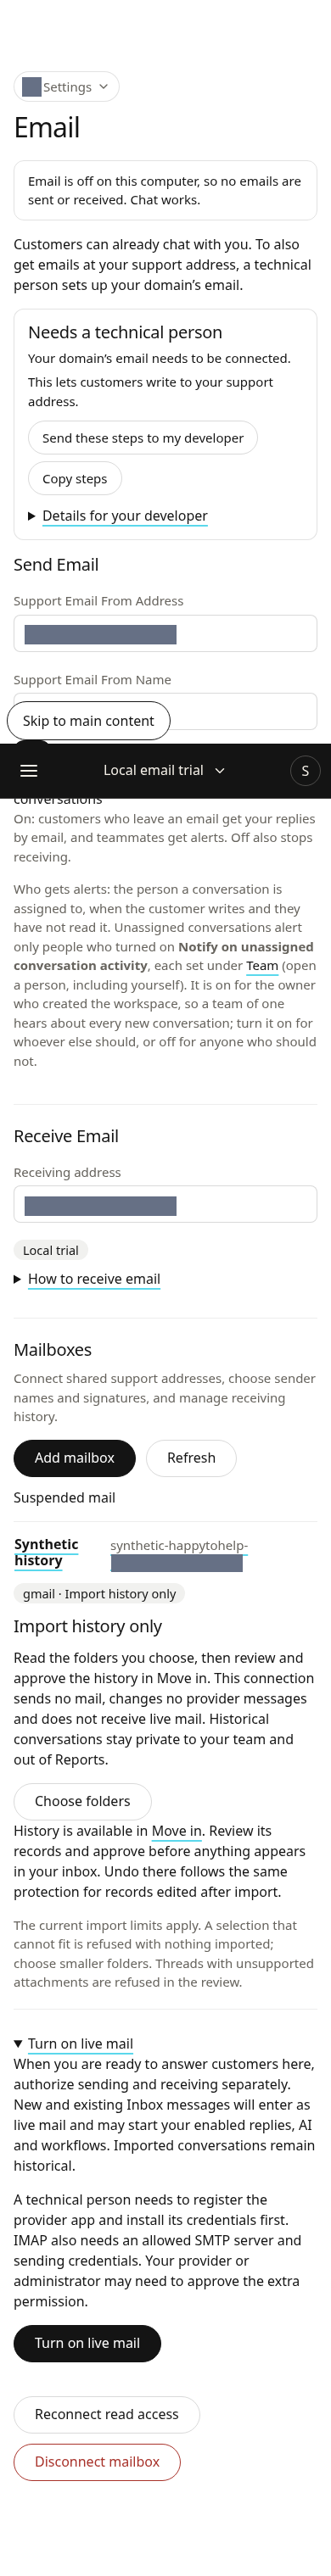 Settings
Email
Email is off on this computer, so no emails are
sent or received. Chat works.
Customers can already chat with you. To also
get emails at your support address, a technical
person sets up your domain’s email.
Needs a technical person
Your domain’s email needs to be connected.
This lets customers write to your support
address.
Send these steps to my developer
Copy steps
Details for your developer
Send Email
Support Email From Address
Support Email From Name
Skip to main content
Local email trial
S
conversations
On: customers who leave an email get your replies
by email, and teammates get alerts. Off also stops
receiving.
Who gets alerts: the person a conversation is
assigned to, when the customer writes and they
have not read it. Unassigned conversations alert
only people who turned on Notify on unassigned
conversation activity, each set under Team (open
a person, including yourself). It is on for the owner
who created the workspace, so a team of one
hears about every new conversation; turn it on for
whoever else should, or off for anyone who should
not.
Receive Email
Receiving address
Local trial
How to receive email
Mailboxes
Connect shared support addresses, choose sender
names and signatures, and manage receiving
history.
Add mailbox
Refresh
Suspended mail
Synthetic
history
synthetic-happytohelp-
gmail · Import history only
Import history only
Read the folders you choose, then review and
approve the history in Move in. This connection
sends no mail, changes no provider messages
and does not receive live mail. Historical
conversations stay private to your team and
out of Reports.
Choose folders
History is available in Move in. Review its
records and approve before anything appears
in your inbox. Undo there follows the same
protection for records edited after import.
The current import limits apply. A selection that
cannot fit is refused with nothing imported;
choose smaller folders. Threads with unsupported
attachments are refused in the review.
Turn on live mail
When you are ready to answer customers here,
authorize sending and receiving separately.
New and existing Inbox messages will enter as
live mail and may start your enabled replies, AI
and workflows. Imported conversations remain
historical.
A technical person needs to register the
provider app and install its credentials first.
IMAP also needs an allowed SMTP server and
sending credentials. Your provider or
administrator may need to approve the extra
permission.
Turn on live mail
Reconnect read access
Disconnect mailbox